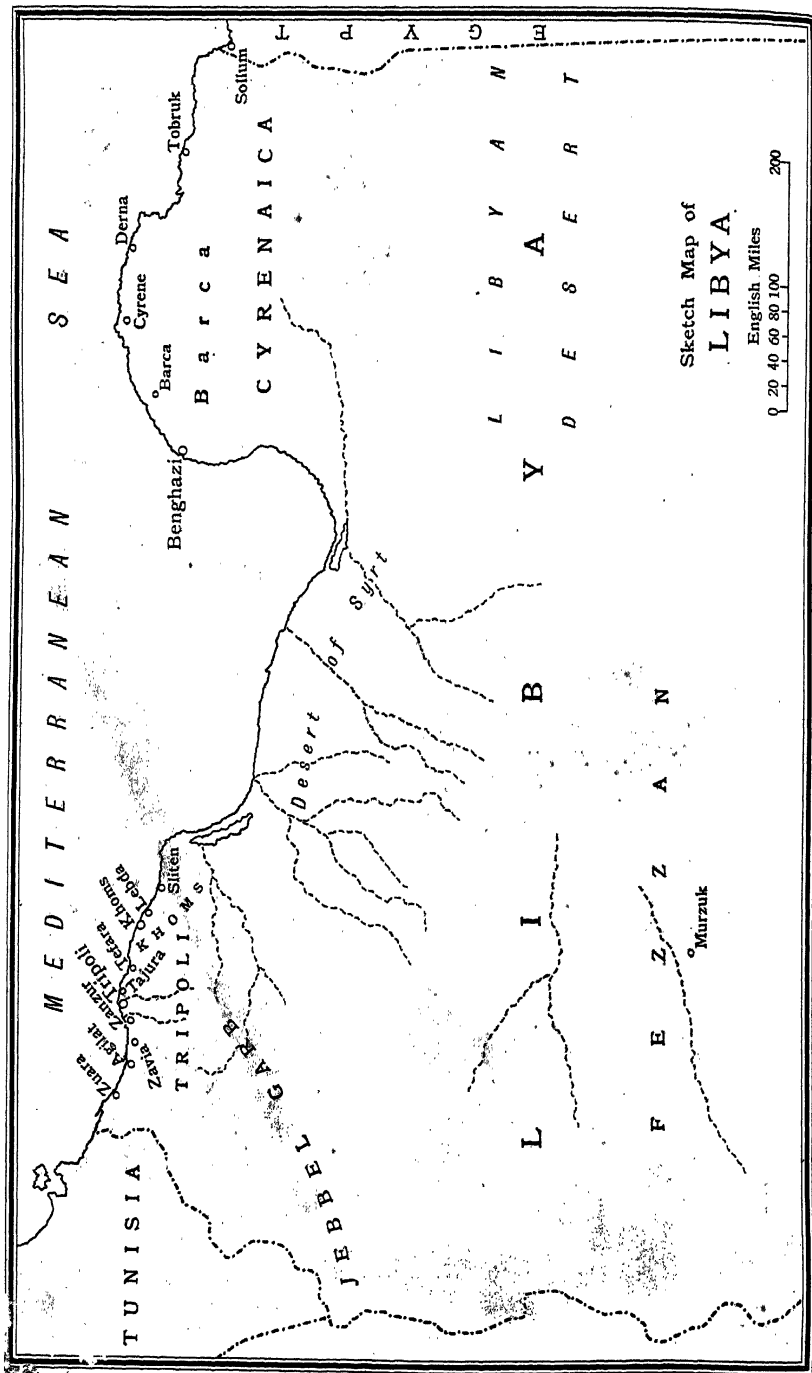 MEDITERRANEAN SEA
TUNISIA
Zuara
Agilat
Zavia
Zanzur
Tripoli
Tajura
Tefara
Khoms
Lebda
Sliten
TRIPOLI
KHOMS
JEBBEL GARB
Desert of Syrt
Benghazi
Barca
Cyrene
Derna
Tobruk
Sollum
Barca
CYRENAICA
EGYPT
LIBYAN
DESERT
LIBYA
FEZZAN
Murzuk
Sketch Map of
LIBYA
English Miles
0 20 40 60 80 100 200